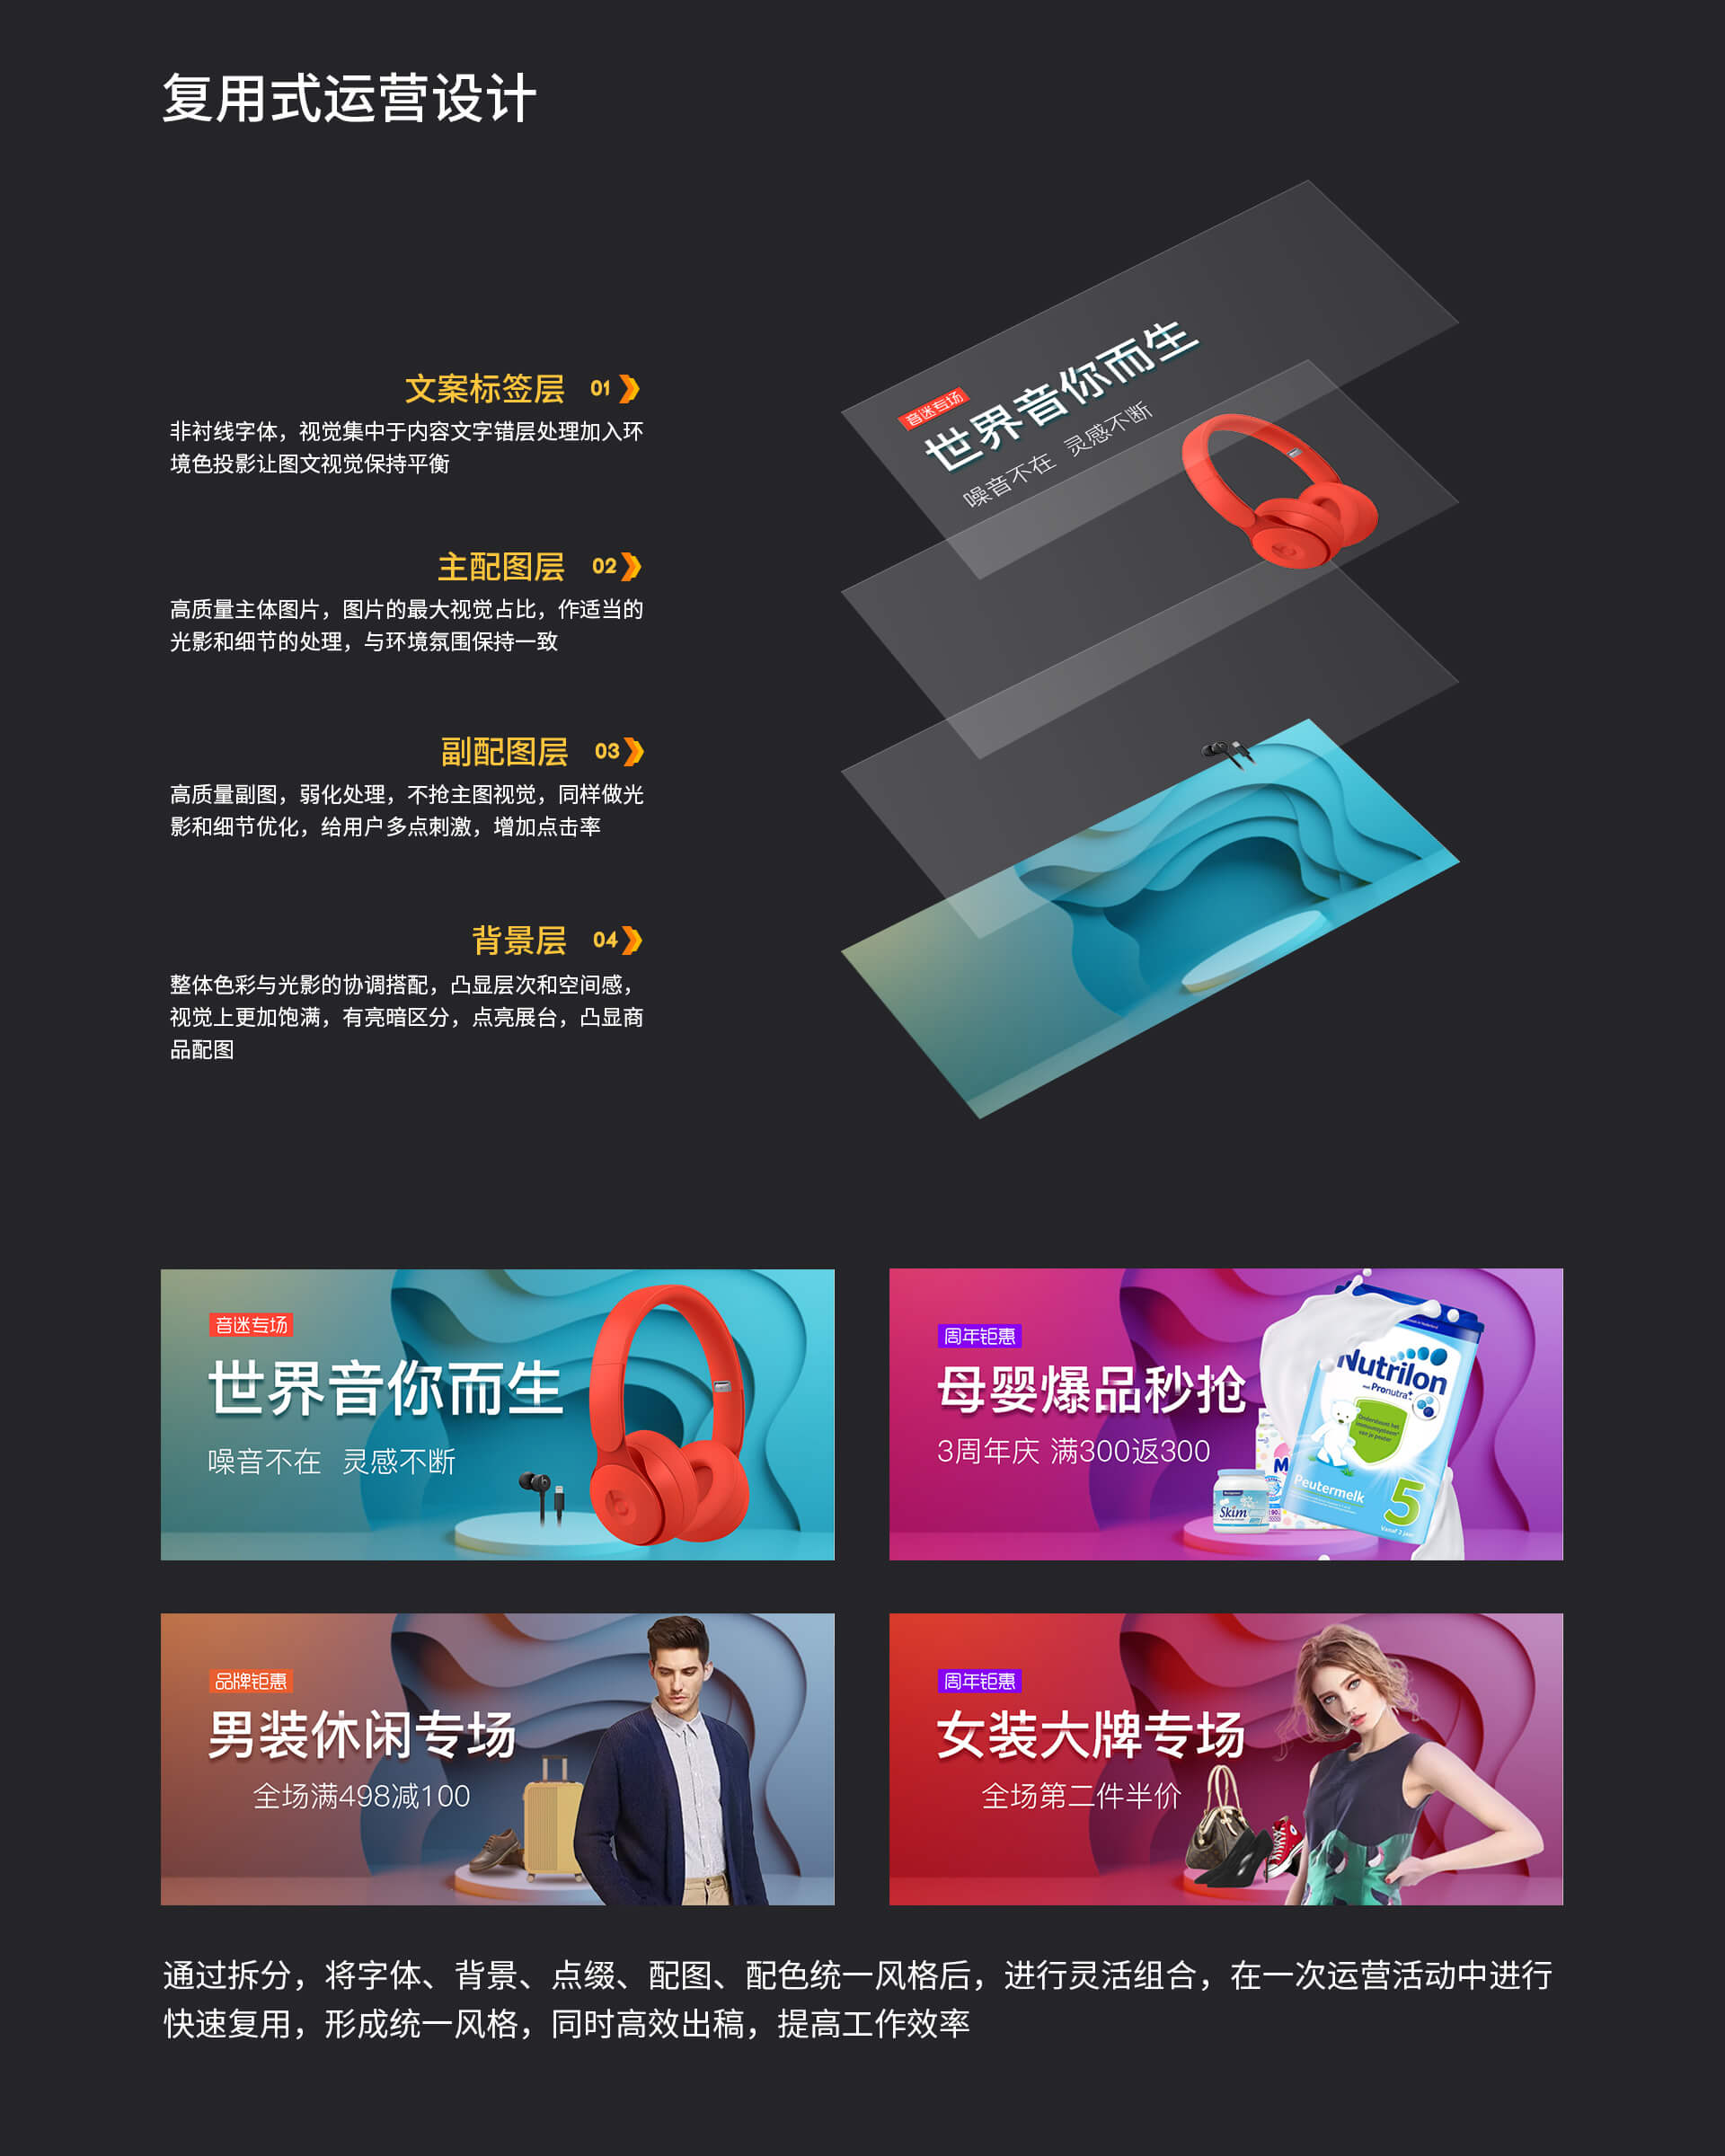 复用式运营设计
文案标签层 01
非衬线字体，视觉集中于内容文字错层处理加入环
境色投影让图文视觉保持平衡
主配图层 02
高质量主体图片，图片的最大视觉占比，作适当的
光影和细节的处理，与环境氛围保持一致
副配图层 03
高质量副图，弱化处理，不抢主图视觉，同样做光
影和细节优化，给用户多点刺激，增加点击率
背景层 04
整体色彩与光影的协调搭配，凸显层次和空间感，
视觉上更加饱满，有亮暗区分，点亮展台，凸显商
品配图
音迷专场
世界音你而生
噪音不在 灵感不断
音迷专场
世界音你而生
噪音不在 灵感不断
周年钜惠
母婴爆品秒抢
3周年庆 满300返300
Nutrilon
Pronutra
Peutermelk
5
Vanaf 2 jaar
Skim
品牌钜惠
男装休闲专场
全场满498减100
周年钜惠
女装大牌专场
全场第二件半价
通过拆分，将字体、背景、点缀、配图、配色统一风格后，进行灵活组合，在一次运营活动中进行
快速复用，形成统一风格，同时高效出稿，提高工作效率